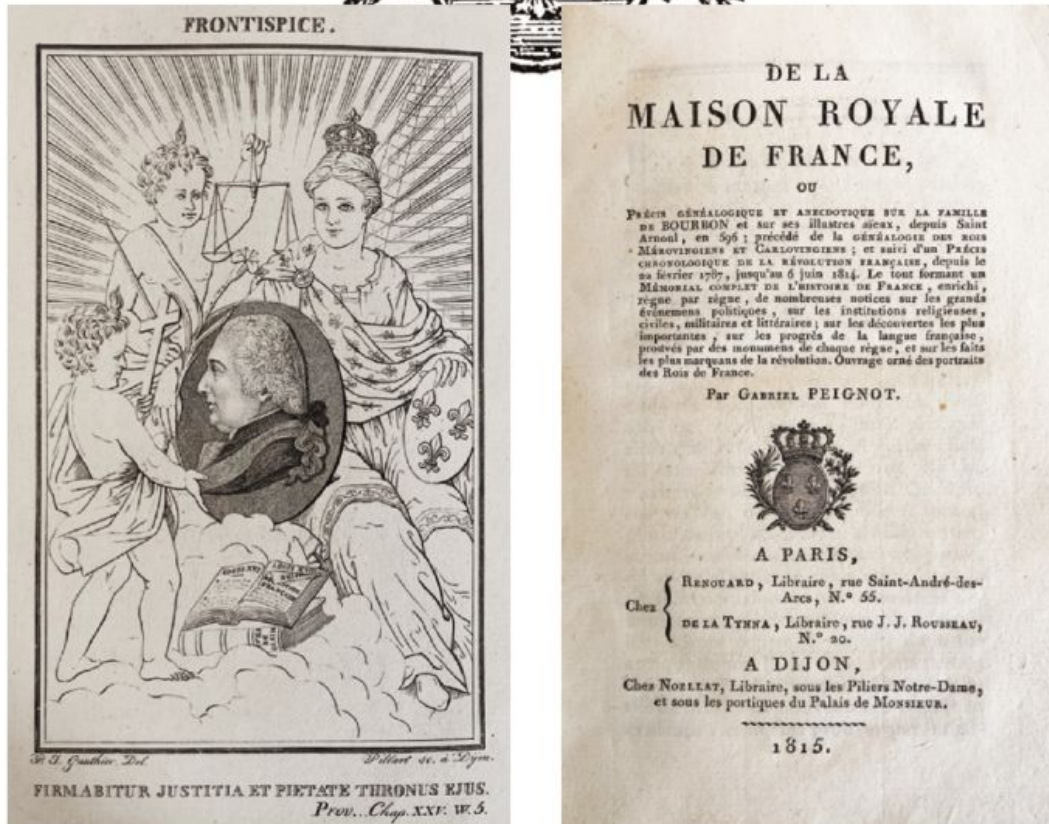 FRONTISPICE.
P. J. Gauthier Del.
à Dijon.
FIRMABITUR JUSTITIA ET PIETATE THRONUS EJUS.
Prov. Chap. XXV. W. 5.
DE LA
MAISON ROYALE
DE FRANCE,
OU
PRÉCIS GÉNÉALOGIQUE ET ANECDOTIQUE SUR LA FAMILLE
DE BOURBON et sur ses illustres aïeux, depuis Saint
Arnoul, en 596; précédé de la GÉNÉALOGIE DES ROIS
MÉROVINGIENS ET CARLOVINGIENS; et suivi d'un PRÉCIS
CHRONOLOGIQUE DE LA RÉVOLUTION FRANÇAISE, depuis le
22 février 1787, jusqu'au 6 juin 1814. Le tout formant un
MÉMORIAL COMPLET DE L'HISTOIRE DE FRANCE, enrichi,
règne par règne, de nombreuses notices sur les grands
événemens politiques, sur les institutions religieuses,
civiles, militaires et littéraires; sur les découvertes les plus
importantes, sur les progrès de la langue française,
prouvés par des monumens de chaque règne, et sur les faits
les plus marquans de la révolution. Ouvrage orné des portraits
des Rois de France.
Par GABRIEL PEIGNOT.
A PARIS,
Chez
RENOUARD, Libraire, rue Saint-André-des-
Arcs, N.° 55.
DE LA TYNNA, Libraire, rue J. J. ROUSSEAU,
N.° 20.
A DIJON,
Chez NOELLAT, Libraire, sous les Piliers Notre-Dame,
et sous les portiques du Palais de MONSIEUR.
1815.